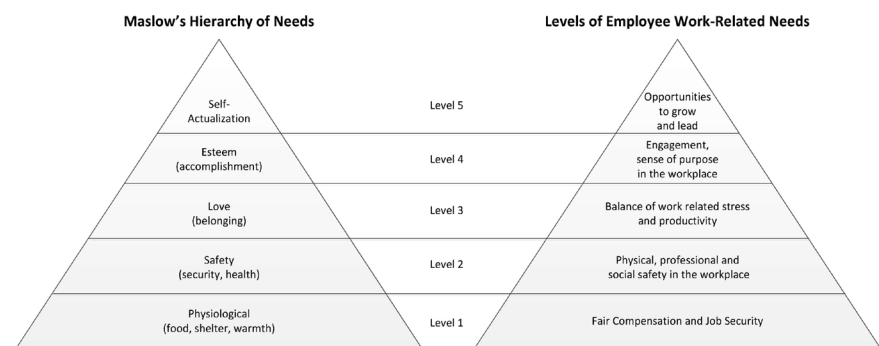 Maslow's Hierarchy of Needs
Levels of Employee Work-Related Needs
Self-
Actualization
Level 5
Opportunities
to grow
and lead
Esteem
(accomplishment)
Level 4
Engagement,
sense of purpose
in the workplace
Love
(belonging)
Level 3
Balance of work related stress
and productivity
Safety
(security, health)
Level 2
Physical, professional and
social safety in the workplace
Physiological
(food, shelter, warmth)
Level 1
Fair Compensation and Job Security